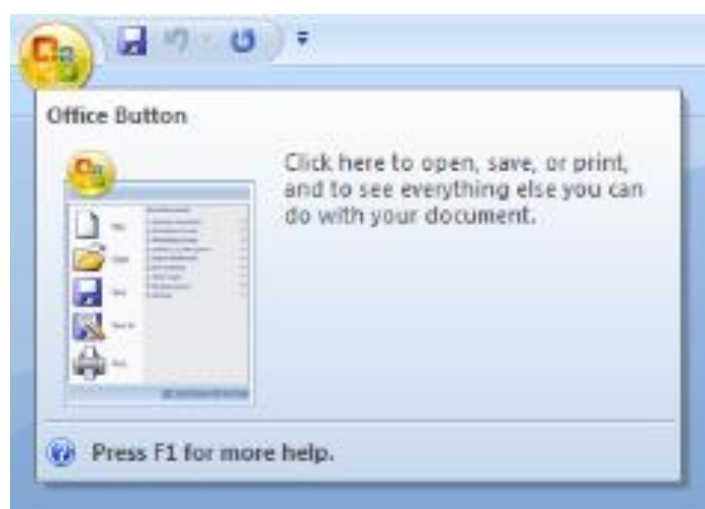 Office Button
Click here to open, save, or print,
and to see everything else you can
do with your document.
Press F1 for more help.